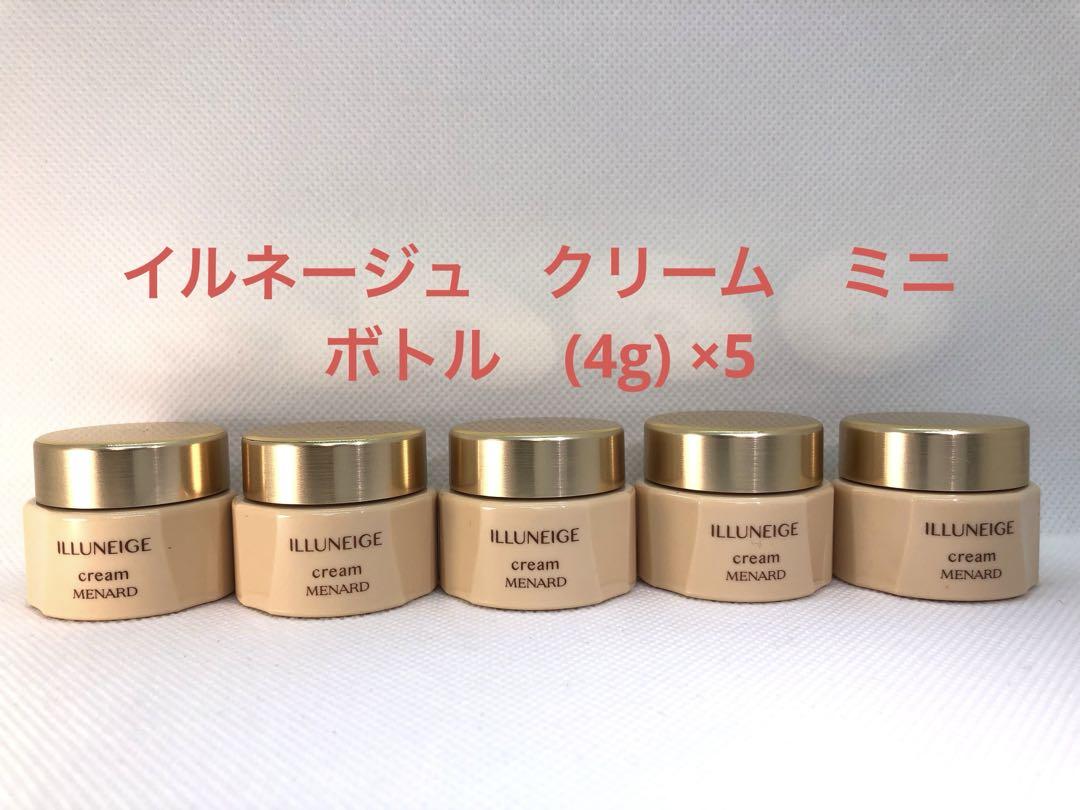 イルネージュ　クリーム　ミニ
ボトル　(4g) ×5
ILLUNEIGE
cream
MENARD
ILLUNEIGE
cream
MENARD
ILLUNEIGE
cream
MENARD
ILLUNEIGE
cream
MENARD
ILLUNEIGE
cream
MENARD